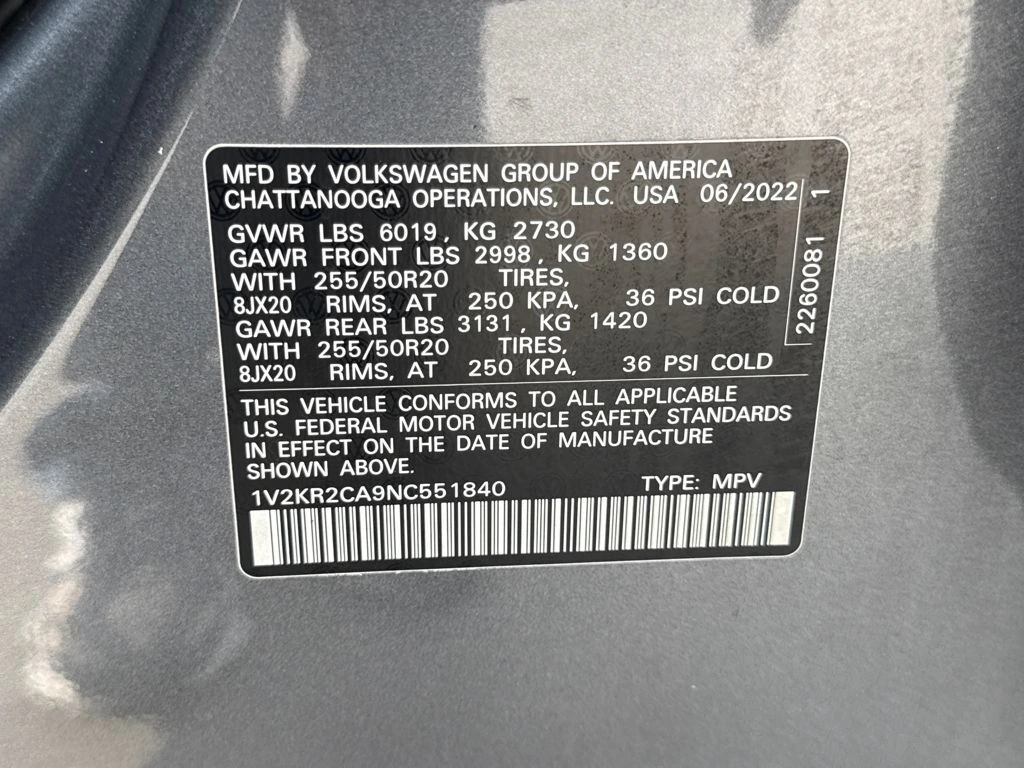 MFD BY VOLKSWAGEN GROUP OF AMERICA
CHATTANOOGA OPERATIONS, LLC. USA 06/2022
GVWR LBS 6019, KG 2730
GAWR FRONT LBS 2998, KG 1360
WITH 255/50R20 TIRES,
8JX20 RIMS, AT 250 KPA, 36 PSI COLD
GAWR REAR LBS 3131, KG 1420
WITH 255/50R20 TIRES,
8JX20 RIMS, AT 250 KPA, 36 PSI COLD
2260081 1
THIS VEHICLE CONFORMS TO ALL APPLICABLE
U.S. FEDERAL MOTOR VEHICLE SAFETY STANDARDS
IN EFFECT ON THE DATE OF MANUFACTURE
SHOWN ABOVE.
1V2KR2CA9NC551840 TYPE: MPV